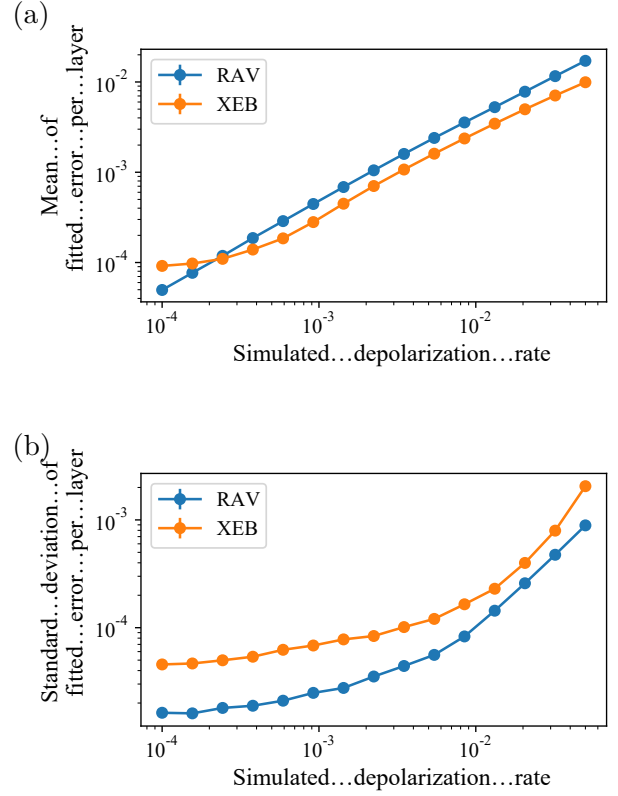 (a)
Mean…of
fitted…error…per…layer
10⁻²
10⁻³
10⁻⁴
RAV
XEB
10⁻⁴
10⁻³
10⁻²
Simulated…depolarization…rate
(b)
Standard…deviation…of
fitted…error…per…layer
10⁻³
10⁻⁴
RAV
XEB
10⁻⁴
10⁻³
10⁻²
Simulated…depolarization…rate